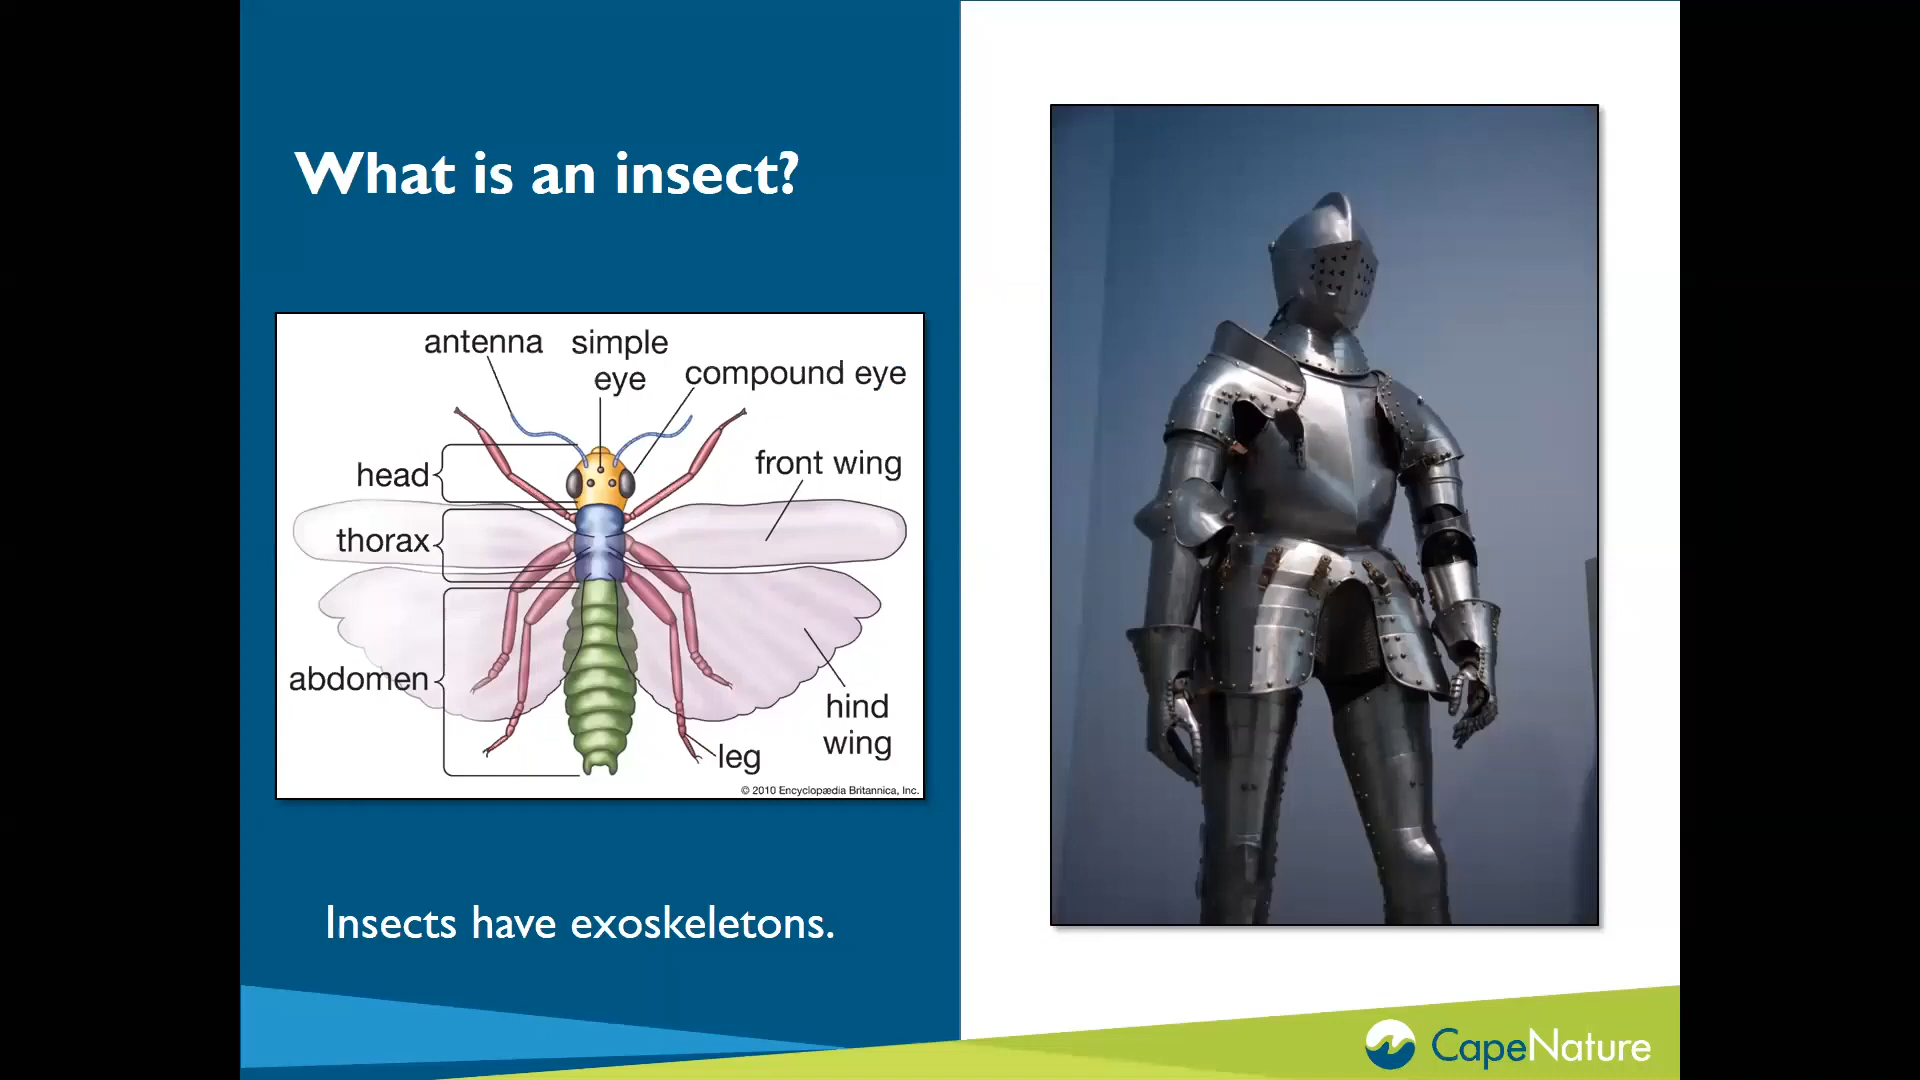 What is an insect?
antenna
simple
eye
compound eye
head
front wing
thorax
abdomen
hind
wing
leg
© 2010 Encyclopædia Britannica, Inc.
Insects have exoskeletons.
CapeNature